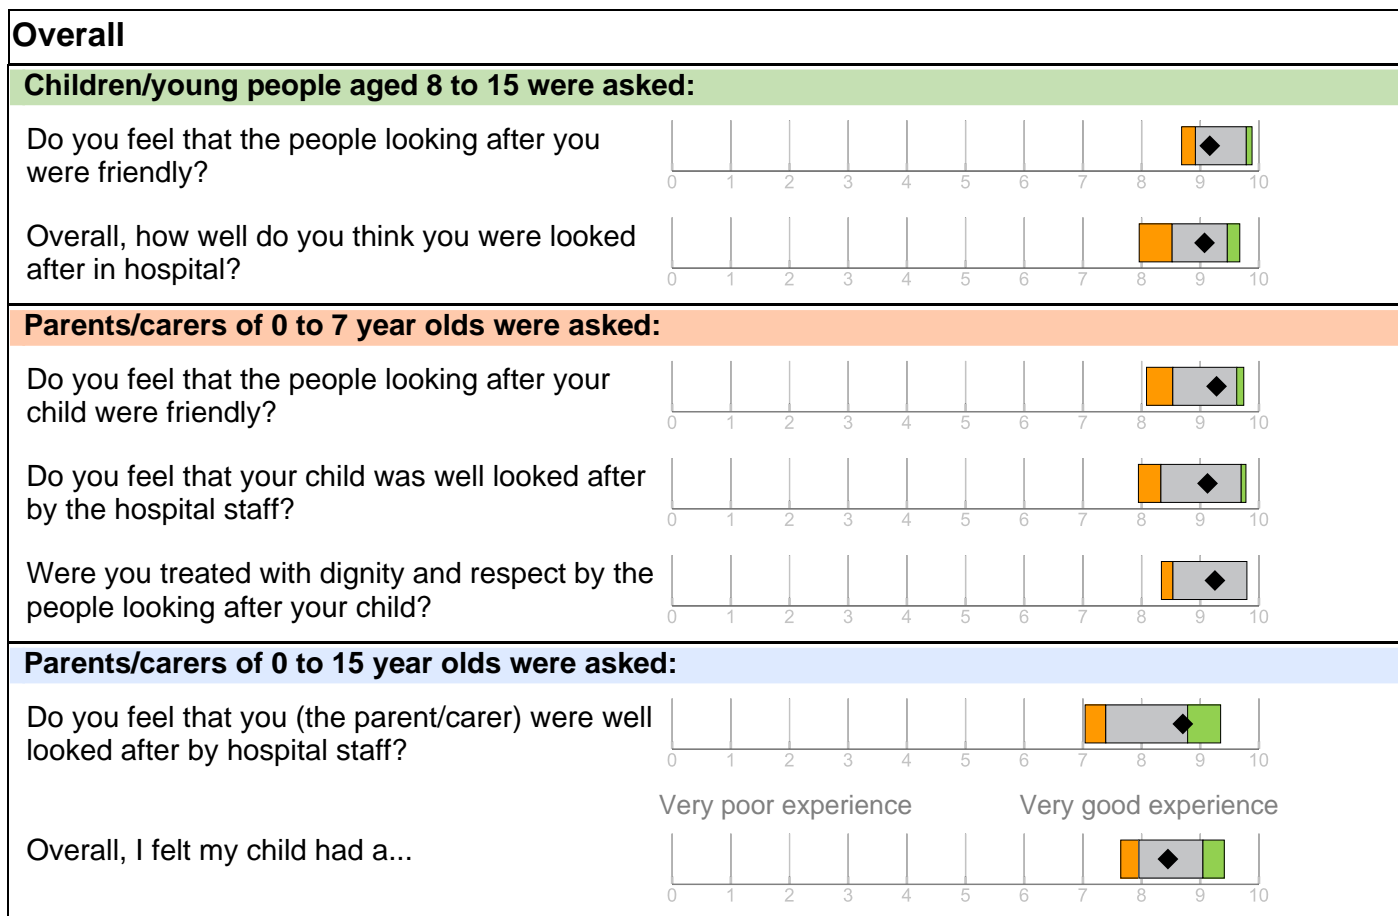 Overall
Children/young people aged 8 to 15 were asked:
Do you feel that the people looking after you
were friendly?
0 1 2 3 4 5 6 7 8 9 10
Overall, how well do you think you were looked
after in hospital?
0 1 2 3 4 5 6 7 8 9 10
Parents/carers of 0 to 7 year olds were asked:
Do you feel that the people looking after your
child were friendly?
0 1 2 3 4 5 6 7 8 9 10
Do you feel that your child was well looked after
by the hospital staff?
0 1 2 3 4 5 6 7 8 9 10
Were you treated with dignity and respect by the
people looking after your child?
0 1 2 3 4 5 6 7 8 9 10
Parents/carers of 0 to 15 year olds were asked:
Do you feel that you (the parent/carer) were well
looked after by hospital staff?
0 1 2 3 4 5 6 7 8 9 10
Very poor experience Very good experience
Overall, I felt my child had a...
0 1 2 3 4 5 6 7 8 9 10